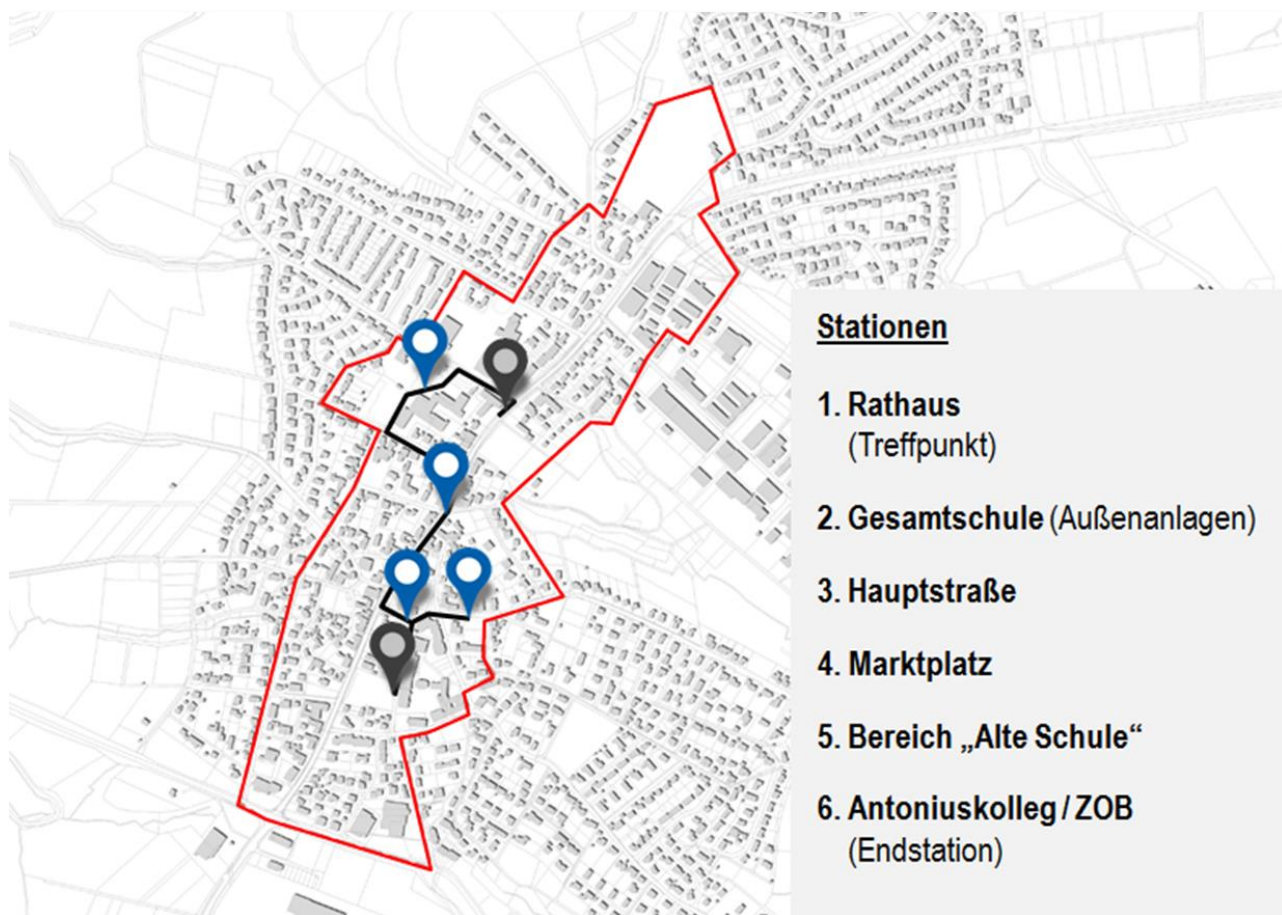 Stationen
1. Rathaus
(Treffpunkt)
2. Gesamtschule (Außenanlagen)
3. Hauptstraße
4. Marktplatz
5. Bereich „Alte Schule“
6. Antoniuskolleg / ZOB
(Endstation)